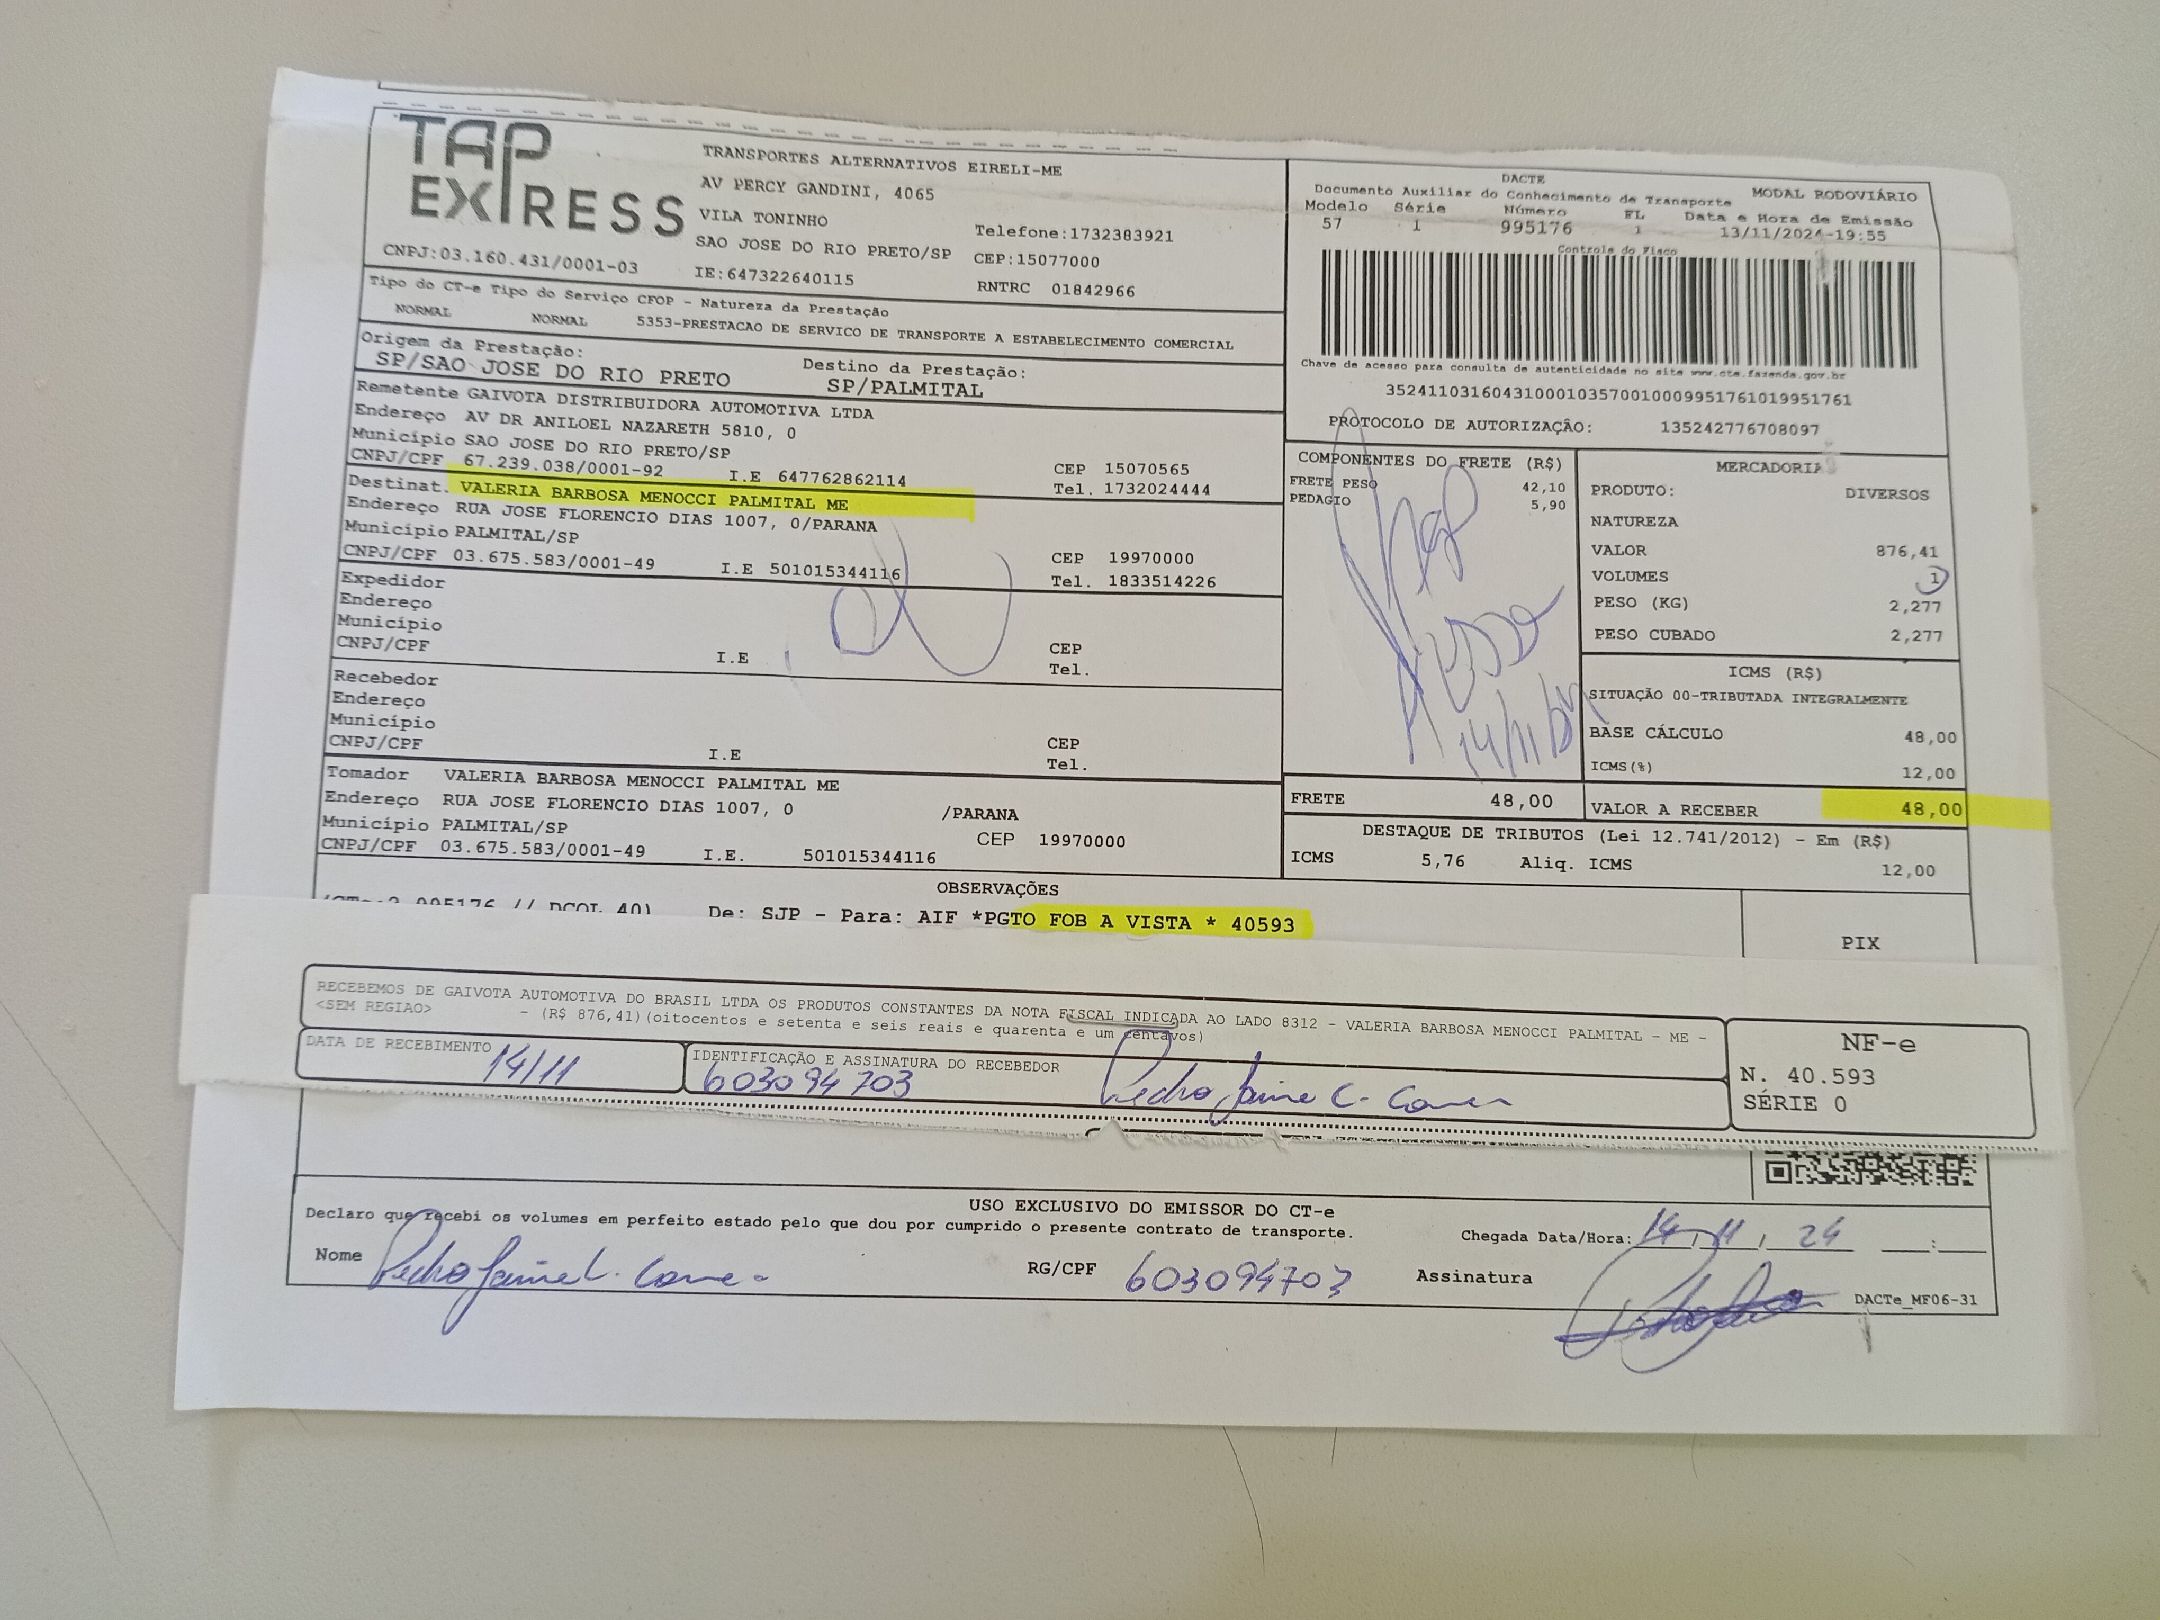 TAP
EXPRESS
CNPJ:03.160.431/0001-03
TRANSPORTES ALTERNATIVOS EIRELI-ME
AV PERCY GANDINI, 4065
VILA TONINHO
SAO JOSE DO RIO PRETO/SP
IE:647322640115
Telefone:1732383921
CEP:15077000
RNTRC 01842966
DACTE
MODAL RODOVIÁRIO
Documento Auxiliar do Conhecimento de Transporte
Modelo Série Número FL Data e Hora de Emissão
57 1 995176 1 13/11/2024-19:55
Controle do Fisco
Chave de acesso para consulta de autenticidade no site www.cte.fazenda.gov.br
35241103160431000103570010009951761019951761
PROTOCOLO DE AUTORIZAÇÃO: 135242776708097
Tipo do CT-e Tipo do Serviço CFOP - Natureza da Prestação
NORMAL NORMAL 5353-PRESTACAO DE SERVICO DE TRANSPORTE A ESTABELECIMENTO COMERCIAL
Origem da Prestação: Destino da Prestação:
SP/SAO JOSE DO RIO PRETO SP/PALMITAL
Remetente GAIVOTA DISTRIBUIDORA AUTOMOTIVA LTDA
Endereço AV DR ANILOEL NAZARETH 5810, 0
Município SAO JOSE DO RIO PRETO/SP CEP 15070565
CNPJ/CPF 67.239.038/0001-92 I.E 647762862114 Tel. 1732024444
Destinat. VALERIA BARBOSA MENOCCI PALMITAL ME
Endereço RUA JOSE FLORENCIO DIAS 1007, 0/PARANA
Município PALMITAL/SP CEP 19970000
CNPJ/CPF 03.675.583/0001-49 I.E 501015344116 Tel. 1833514226
Expedidor
Endereço
Município CEP
CNPJ/CPF I.E Tel.
Recebedor
Endereço
Município CEP
CNPJ/CPF I.E Tel.
Tomador VALERIA BARBOSA MENOCCI PALMITAL ME
Endereço RUA JOSE FLORENCIO DIAS 1007, 0 /PARANA
Município PALMITAL/SP CEP 19970000
CNPJ/CPF 03.675.583/0001-49 I.E. 501015344116
COMPONENTES DO FRETE (R$)
FRETE PESO 42,10
PEDAGIO 5,90
14/11/24
FRETE 48,00
MERCADORIA
PRODUTO: DIVERSOS
NATUREZA
VALOR 876,41
VOLUMES 1
PESO (KG) 2,277
PESO CUBADO 2,277
ICMS (R$)
SITUAÇÃO 00-TRIBUTADA INTEGRALMENTE
BASE CÁLCULO 48,00
ICMS(%) 12,00
VALOR A RECEBER 48,00
DESTAQUE DE TRIBUTOS (Lei 12.741/2012) - Em (R$)
ICMS 5,76 Aliq. ICMS 12,00
OBSERVAÇÕES
995176 // DCOL 40) De: SJP - Para: AIF *PGTO FOB A VISTA * 40593
PIX
RECEBEMOS DE GAIVOTA AUTOMOTIVA DO BRASIL LTDA OS PRODUTOS CONSTANTES DA NOTA FISCAL INDICADA AO LADO 8312 - VALERIA BARBOSA MENOCCI PALMITAL - ME -
<SEM REGIAO> - (R$ 876,41)(oitocentos e setenta e seis reais e quarenta e um centavos)
DATA DE RECEBIMENTO
14/11
IDENTIFICAÇÃO E ASSINATURA DO RECEBEDOR
603094703 Pedro Jaime C.
NF-e
N. 40.593
SÉRIE 0
USO EXCLUSIVO DO EMISSOR DO CT-e
Declaro que recebi os volumes em perfeito estado pelo que dou por cumprido o presente contrato de transporte.
Chegada Data/Hora: 14/11/24 :
Nome Pedro Jaime C.
RG/CPF 603094703
Assinatura
DACTe_MF06-31